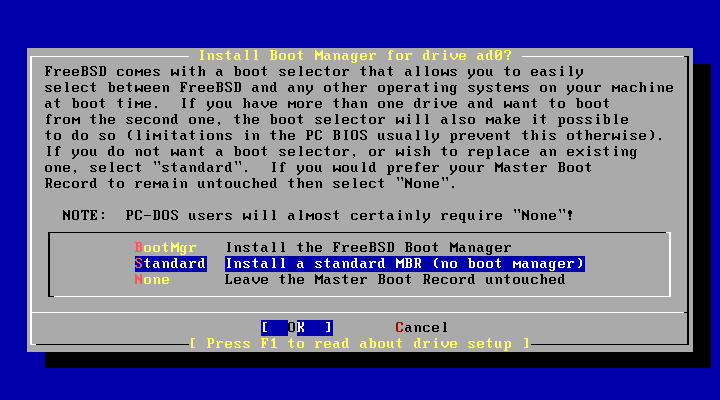 Install Boot Manager for drive ad0?
FreeBSD comes with a boot selector that allows you to easily
select between FreeBSD and any other operating systems on your machine
at boot time.  If you have more than one drive and want to boot
from the second one, the boot selector will also make it possible
to do so (limitations in the PC BIOS usually prevent this otherwise).
If you do not want a boot selector, or wish to replace an existing
one, select "standard".  If you would prefer your Master Boot
Record to remain untouched then select "None".
NOTE:  PC-DOS users will almost certainly require "None"!
BootMgr   Install the FreeBSD Boot Manager
Standard  Install a standard MBR (no boot manager)
None      Leave the Master Boot Record untouched
[  OK  ]       Cancel
[ Press F1 to read about drive setup ]